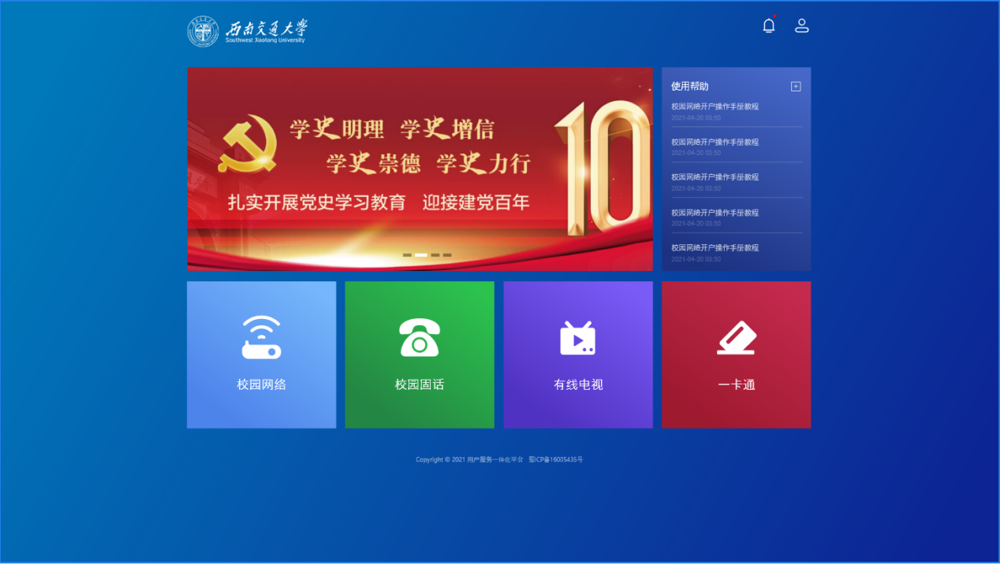 西南交通大学
Southwest Jiaotong University
学史明理 学史增信
学史崇德 学史力行
扎实开展党史学习教育 迎接建党百年
10
使用帮助
校园网络开户操作手册教程
2021-04-20 03:50
校园网络开户操作手册教程
2021-04-20 03:50
校园网络开户操作手册教程
2021-04-20 03:50
校园网络开户操作手册教程
2021-04-20 03:50
校园网络开户操作手册教程
2021-04-20 03:50
校园网络
校园固话
有线电视
一卡通
Copyright © 2021 用户服务一体化平台 蜀ICP备16005435号